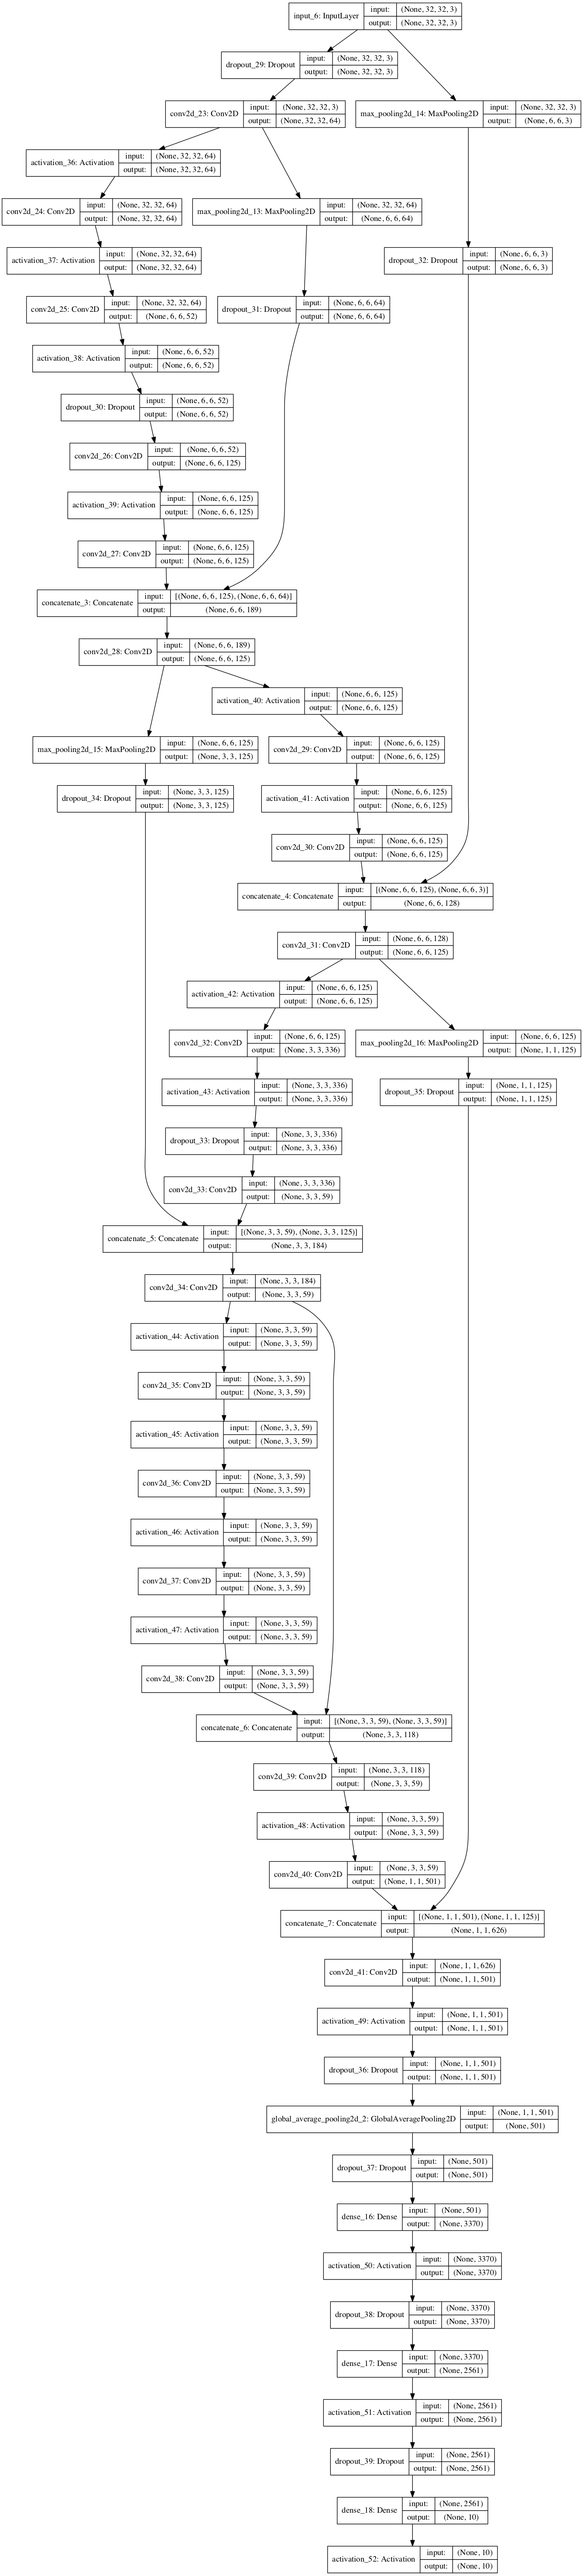 input_6: InputLayer input: (None, 32, 32, 3)
output: (None, 32, 32, 3)
dropout_29: Dropout input: (None, 32, 32, 3)
output: (None, 32, 32, 3)
conv2d_23: Conv2D input: (None, 32, 32, 3)
output: (None, 32, 32, 64)
max_pooling2d_14: MaxPooling2D input: (None, 32, 32, 3)
output: (None, 6, 6, 3)
activation_36: Activation input: (None, 32, 32, 64)
output: (None, 32, 32, 64)
conv2d_24: Conv2D input: (None, 32, 32, 64)
output: (None, 32, 32, 64)
max_pooling2d_13: MaxPooling2D input: (None, 32, 32, 64)
output: (None, 6, 6, 64)
activation_37: Activation input: (None, 32, 32, 64)
output: (None, 32, 32, 64)
dropout_32: Dropout input: (None, 6, 6, 3)
output: (None, 6, 6, 3)
conv2d_25: Conv2D input: (None, 32, 32, 64)
output: (None, 6, 6, 52)
dropout_31: Dropout input: (None, 6, 6, 64)
output: (None, 6, 6, 64)
activation_38: Activation input: (None, 6, 6, 52)
output: (None, 6, 6, 52)
dropout_30: Dropout input: (None, 6, 6, 52)
output: (None, 6, 6, 52)
conv2d_26: Conv2D input: (None, 6, 6, 52)
output: (None, 6, 6, 125)
activation_39: Activation input: (None, 6, 6, 125)
output: (None, 6, 6, 125)
conv2d_27: Conv2D input: (None, 6, 6, 125)
output: (None, 6, 6, 125)
concatenate_3: Concatenate input: [(None, 6, 6, 125), (None, 6, 6, 64)]
output: (None, 6, 6, 189)
conv2d_28: Conv2D input: (None, 6, 6, 189)
output: (None, 6, 6, 125)
activation_40: Activation input: (None, 6, 6, 125)
output: (None, 6, 6, 125)
max_pooling2d_15: MaxPooling2D input: (None, 6, 6, 125)
output: (None, 3, 3, 125)
conv2d_29: Conv2D input: (None, 6, 6, 125)
output: (None, 6, 6, 125)
dropout_34: Dropout input: (None, 3, 3, 125)
output: (None, 3, 3, 125)
activation_41: Activation input: (None, 6, 6, 125)
output: (None, 6, 6, 125)
conv2d_30: Conv2D input: (None, 6, 6, 125)
output: (None, 6, 6, 125)
concatenate_4: Concatenate input: [(None, 6, 6, 125), (None, 6, 6, 3)]
output: (None, 6, 6, 128)
conv2d_31: Conv2D input: (None, 6, 6, 128)
output: (None, 6, 6, 125)
activation_42: Activation input: (None, 6, 6, 125)
output: (None, 6, 6, 125)
conv2d_32: Conv2D input: (None, 6, 6, 125)
output: (None, 3, 3, 336)
max_pooling2d_16: MaxPooling2D input: (None, 6, 6, 125)
output: (None, 1, 1, 125)
activation_43: Activation input: (None, 3, 3, 336)
output: (None, 3, 3, 336)
dropout_35: Dropout input: (None, 1, 1, 125)
output: (None, 1, 1, 125)
dropout_33: Dropout input: (None, 3, 3, 336)
output: (None, 3, 3, 336)
conv2d_33: Conv2D input: (None, 3, 3, 336)
output: (None, 3, 3, 59)
concatenate_5: Concatenate input: [(None, 3, 3, 59), (None, 3, 3, 125)]
output: (None, 3, 3, 184)
conv2d_34: Conv2D input: (None, 3, 3, 184)
output: (None, 3, 3, 59)
activation_44: Activation input: (None, 3, 3, 59)
output: (None, 3, 3, 59)
conv2d_35: Conv2D input: (None, 3, 3, 59)
output: (None, 3, 3, 59)
activation_45: Activation input: (None, 3, 3, 59)
output: (None, 3, 3, 59)
conv2d_36: Conv2D input: (None, 3, 3, 59)
output: (None, 3, 3, 59)
activation_46: Activation input: (None, 3, 3, 59)
output: (None, 3, 3, 59)
conv2d_37: Conv2D input: (None, 3, 3, 59)
output: (None, 3, 3, 59)
activation_47: Activation input: (None, 3, 3, 59)
output: (None, 3, 3, 59)
conv2d_38: Conv2D input: (None, 3, 3, 59)
output: (None, 3, 3, 59)
concatenate_6: Concatenate input: [(None, 3, 3, 59), (None, 3, 3, 59)]
output: (None, 3, 3, 118)
conv2d_39: Conv2D input: (None, 3, 3, 118)
output: (None, 3, 3, 59)
activation_48: Activation input: (None, 3, 3, 59)
output: (None, 3, 3, 59)
conv2d_40: Conv2D input: (None, 3, 3, 59)
output: (None, 1, 1, 501)
concatenate_7: Concatenate input: [(None, 1, 1, 501), (None, 1, 1, 125)]
output: (None, 1, 1, 626)
conv2d_41: Conv2D input: (None, 1, 1, 626)
output: (None, 1, 1, 501)
activation_49: Activation input: (None, 1, 1, 501)
output: (None, 1, 1, 501)
dropout_36: Dropout input: (None, 1, 1, 501)
output: (None, 1, 1, 501)
global_average_pooling2d_2: GlobalAveragePooling2D input: (None, 1, 1, 501)
output: (None, 501)
dropout_37: Dropout input: (None, 501)
output: (None, 501)
dense_16: Dense input: (None, 501)
output: (None, 3370)
activation_50: Activation input: (None, 3370)
output: (None, 3370)
dropout_38: Dropout input: (None, 3370)
output: (None, 3370)
dense_17: Dense input: (None, 3370)
output: (None, 2561)
activation_51: Activation input: (None, 2561)
output: (None, 2561)
dropout_39: Dropout input: (None, 2561)
output: (None, 2561)
dense_18: Dense input: (None, 2561)
output: (None, 10)
activation_52: Activation input: (None, 10)
output: (None, 10)